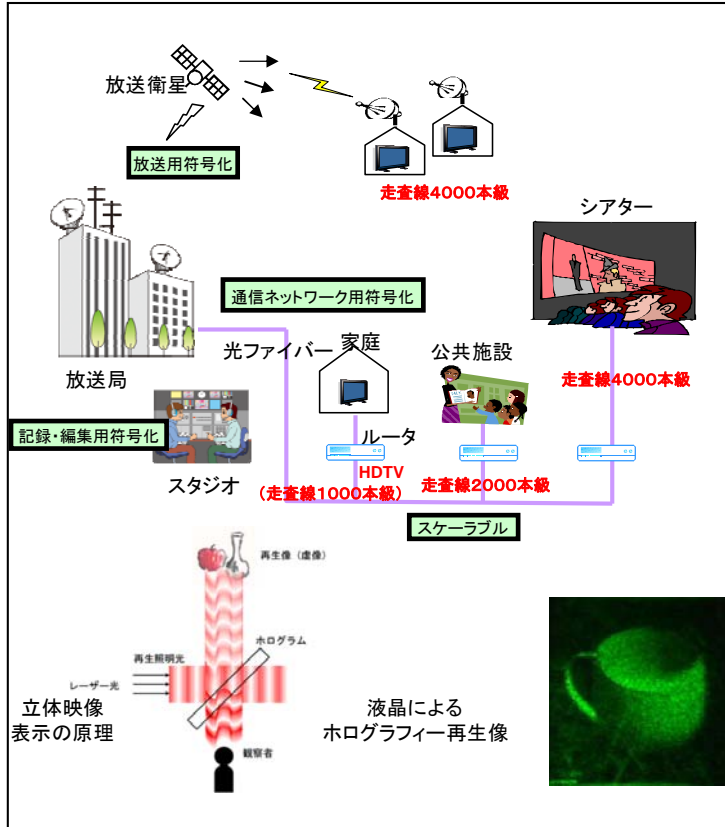 放送衛星
放送用符号化
走査線4000本級
シアター
通信ネットワーク用符号化
光ファイバー
家庭
公共施設
放送局
走査線4000本級
記録・編集用符号化
スタジオ
ルータ
HDTV
(走査線1000本級)
走査線2000本級
スケーラブル
再生像（虚像）
ホログラム
再生照明光
レーザー光
立体映像
表示の原理
観察者
液晶による
ホログラフィー再生像